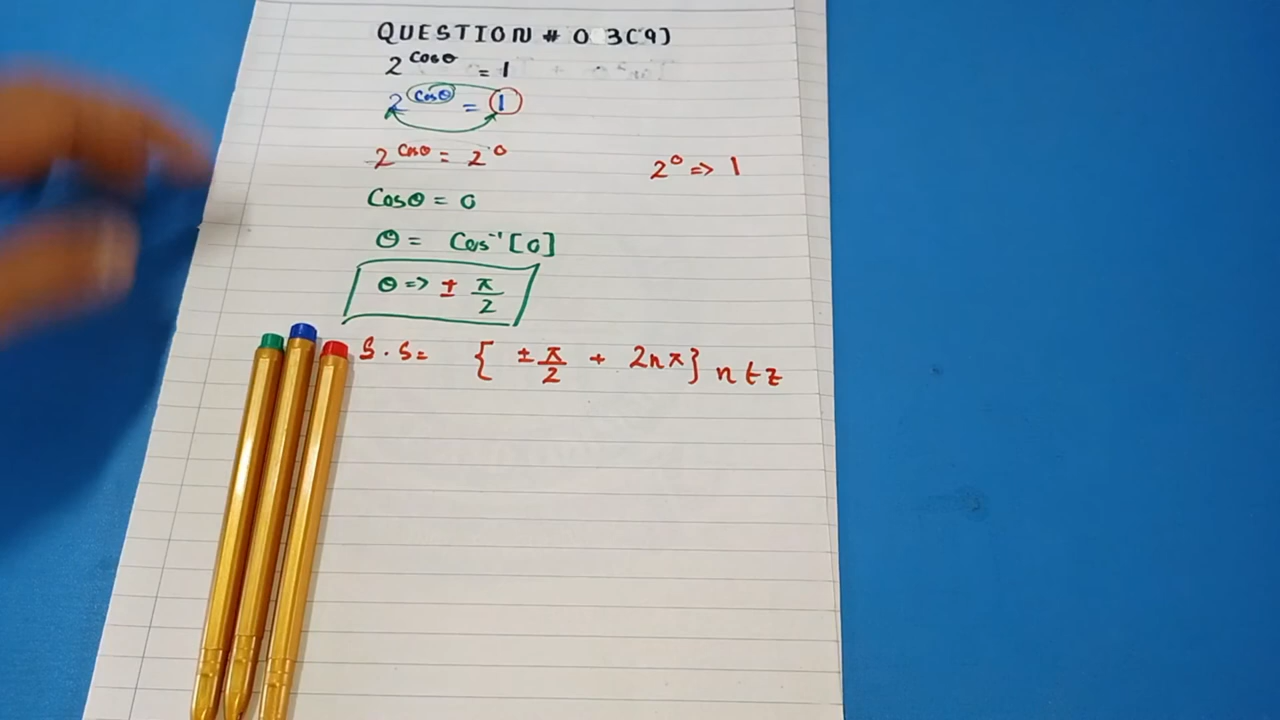 QUESTION # 03(9)
2^cosθ = 1
2^cosθ = 1
2^cosθ = 2^0
2^0 => 1
Cosθ = 0
θ = Cos⁻¹[0]
θ => ± π/2
S.S = { ± π/2 + 2nπ} n ∈ z